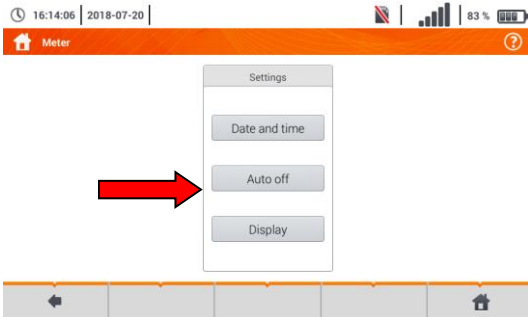 16:14:06 2018-07-20 83 %
Meter ?
Settings
Date and time
Auto off
Display